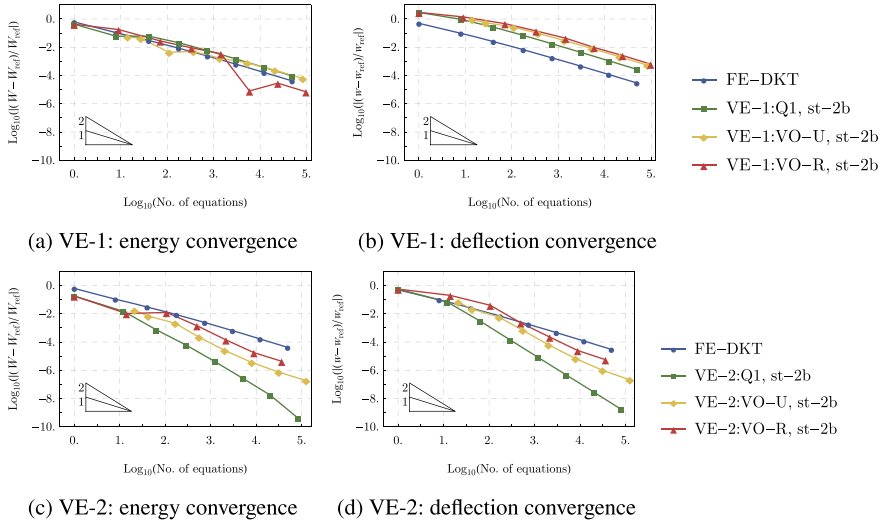 Log10(|(W−Wref)/Wref|)
0.
−2.
−4.
−6.
−8.
−10.
2
1
0. 1. 2. 3. 4. 5.
Log10(No. of equations)
(a) VE-1: energy convergence
Log10(|(w−wref)/wref|)
0.
−2.
−4.
−6.
−8.
−10.
2
1
0. 1. 2. 3. 4. 5.
Log10(No. of equations)
(b) VE-1: deflection convergence
FE−DKT
VE−1:Q1, st−2b
VE−1:VO−U, st−2b
VE−1:VO−R, st−2b
Log10(|(W−Wref)/Wref|)
0.
−2.
−4.
−6.
−8.
−10.
2
1
0. 1. 2. 3. 4. 5.
Log10(No. of equations)
(c) VE-2: energy convergence
Log10(|(w−wref)/wref|)
0.
−2.
−4.
−6.
−8.
−10.
2
1
0. 1. 2. 3. 4. 5.
Log10(No. of equations)
(d) VE-2: deflection convergence
FE−DKT
VE−2:Q1, st−2b
VE−2:VO−U, st−2b
VE−2:VO−R, st−2b